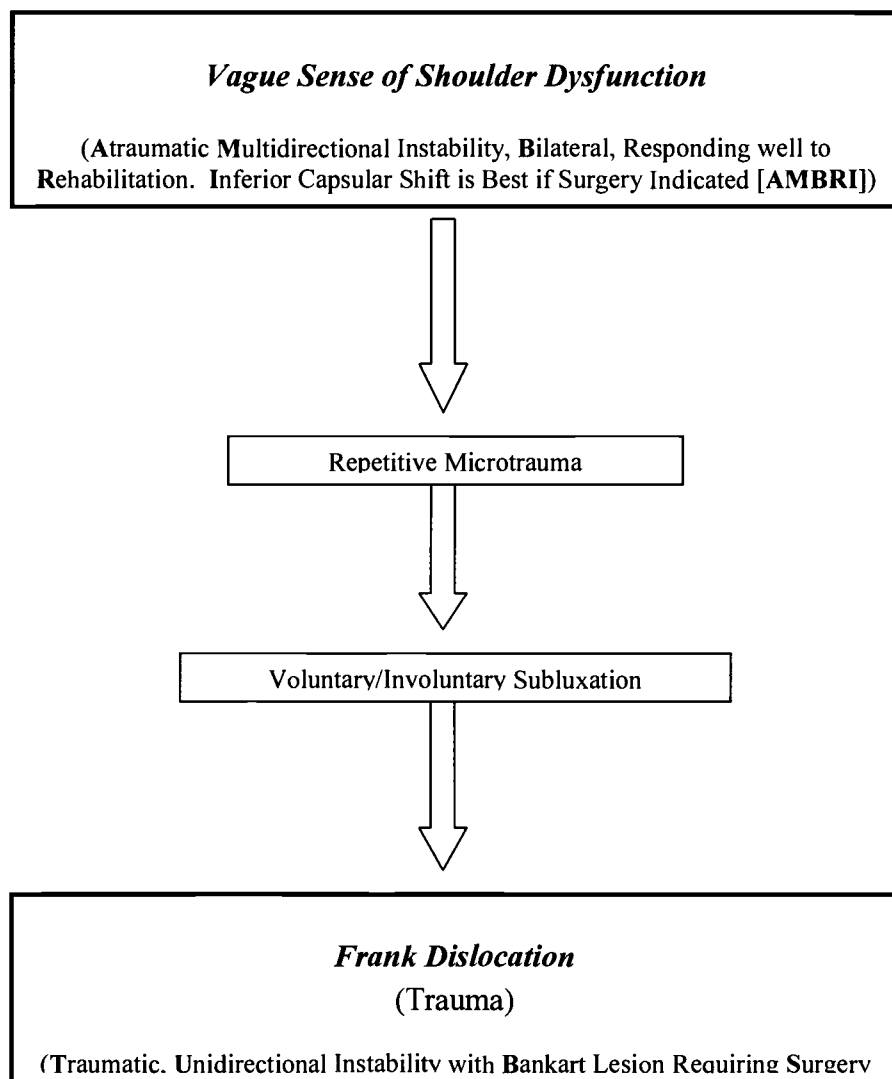 Vague Sense of Shoulder Dysfunction
(Atraumatic Multidirectional Instability, Bilateral, Responding well to
Rehabilitation. Inferior Capsular Shift is Best if Surgery Indicated [AMBRI])
Repetitive Microtrauma
Voluntary/Involuntary Subluxation
Frank Dislocation
(Trauma)
(Traumatic, Unidirectional Instability with Bankart Lesion Requiring Surgery